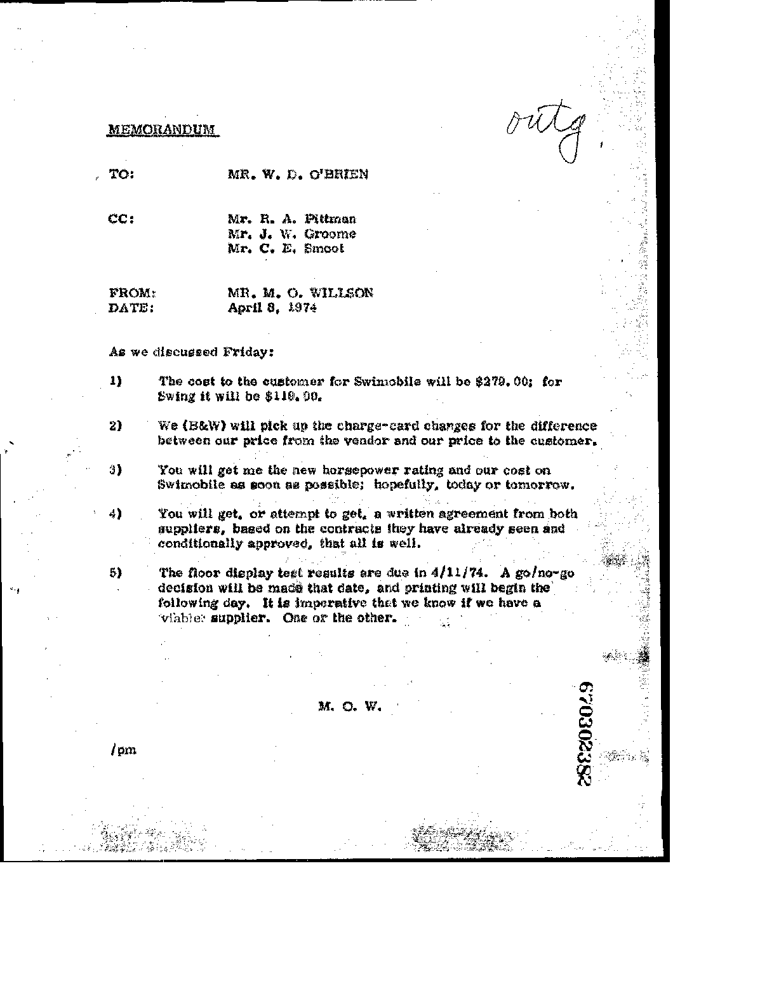 outg.
MEMORANDUM
TO: MR. W. D. O'BRIEN
CC: Mr. R. A. Pittman
Mr. J. W. Groome
Mr. C. E. Smoot
FROM: MR. M. O. WILLSON
DATE: April 8, 1974
As we discussed Friday:
1) The cost to the customer for Swimobile will be $279.00; for
Swing it will be $119.00.
2) We (B&W) will pick up the charge-card changes for the difference
between our price from the vendor and our price to the customer.
3) You will get me the new horsepower rating and our cost on
Swimobile as soon as possible; hopefully, today or tomorrow.
4) You will get, or attempt to get, a written agreement from both
suppliers, based on the contracts they have already seen and
conditionally approved, that all is well.
5) The floor display test results are due in 4/11/74. A go/no-go
decision will be made that date, and printing will begin the
following day. It is imperative that we know if we have a
'viable' supplier. One or the other.
M. O. W.
/pm
670302382